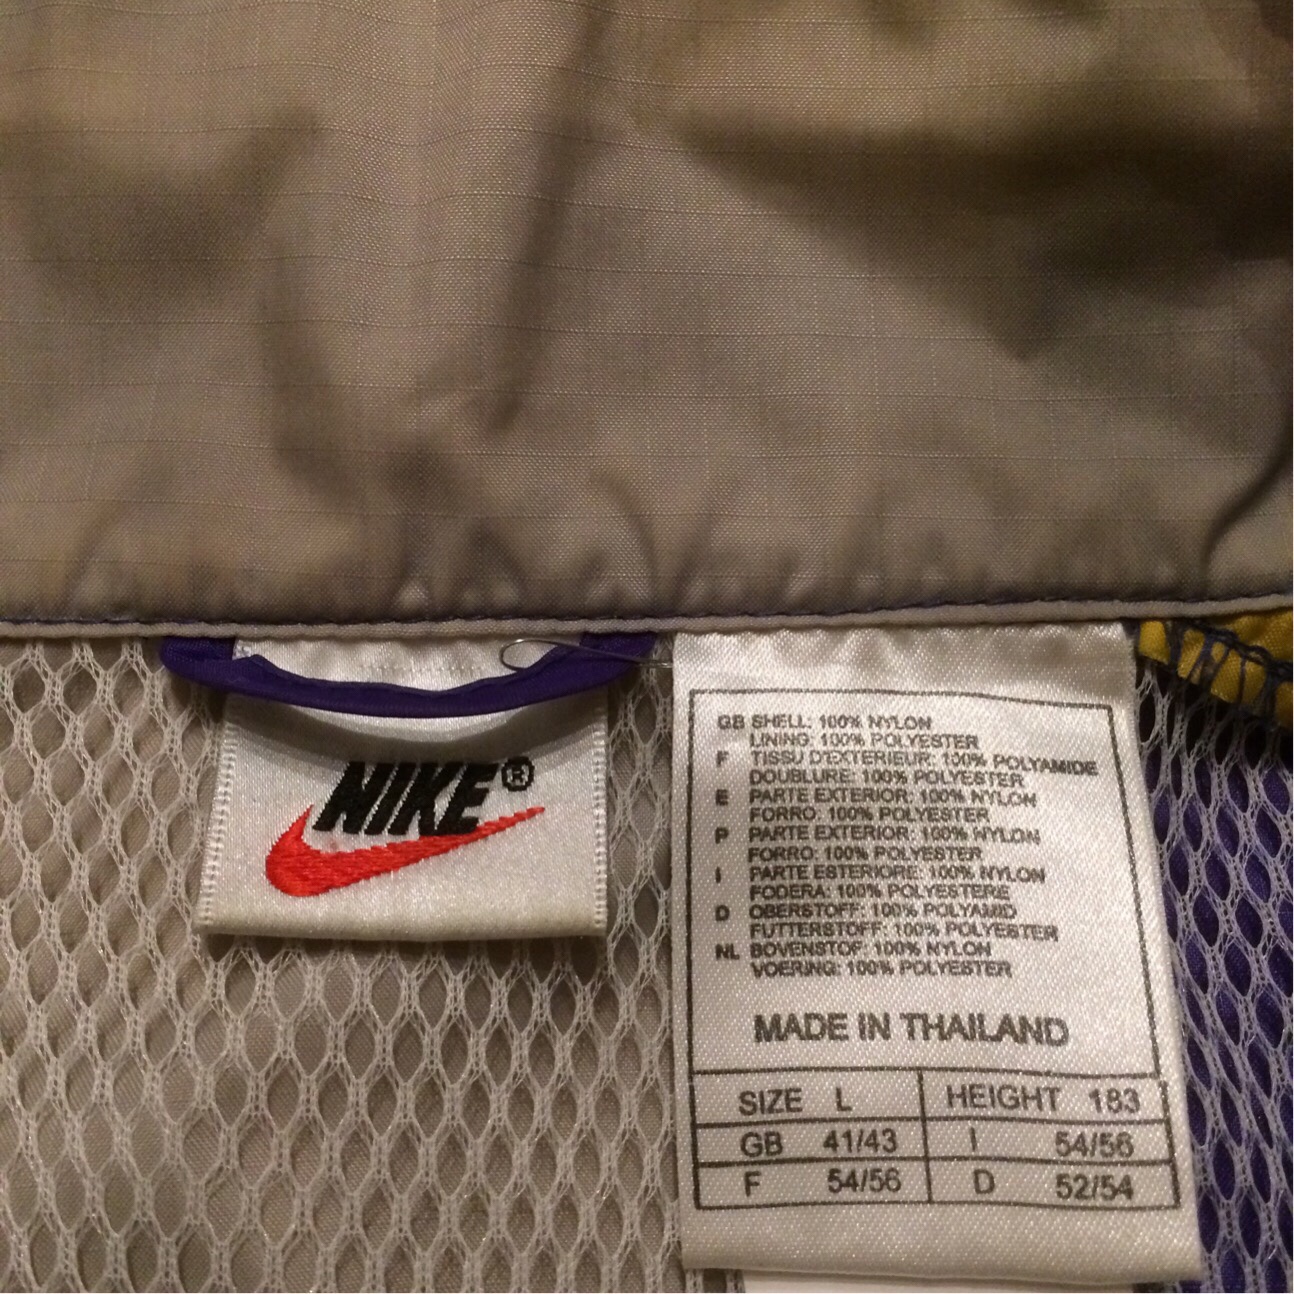 NIKE®
GB SHELL: 100% NYLON
LINING: 100% POLYESTER
F TISSU D'EXTERIEUR: 100% POLYAMIDE
DOUBLURE: 100% POLYESTER
E PARTE EXTERIOR: 100% NYLON
FORRO: 100% POLYESTER
P PARTE EXTERIOR: 100% NYLON
FORRO: 100% POLYESTER
I PARTE ESTERIORE: 100% NYLON
FODERA: 100% POLYESTERE
D OBERSTOFF: 100% POLYAMID
FUTTERSTOFF: 100% POLYESTER
NL BOVENSTOF: 100% NYLON
VOERING: 100% POLYESTER
MADE IN THAILAND
SIZE L HEIGHT 183
GB 41/43 I 54/56
F 54/56 D 52/54